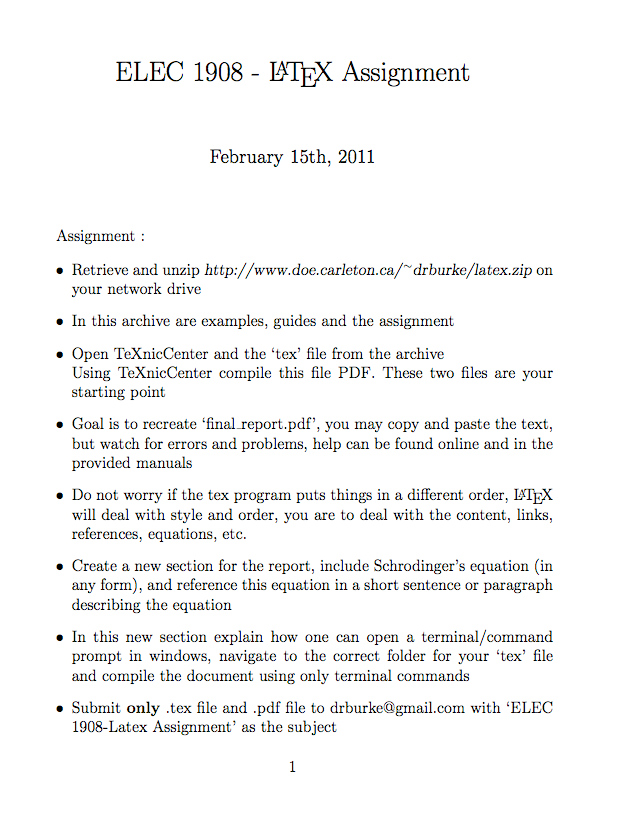 ELEC 1908 - LATEX Assignment
February 15th, 2011
Assignment :
• Retrieve and unzip http://www.doe.carleton.ca/~drburke/latex.zip on
your network drive
• In this archive are examples, guides and the assignment
• Open TeXnicCenter and the ‘tex’ file from the archive
Using TeXnicCenter compile this file PDF. These two files are your
starting point
• Goal is to recreate ‘final_report.pdf’, you may copy and paste the text,
but watch for errors and problems, help can be found online and in the
provided manuals
• Do not worry if the tex program puts things in a different order, LATEX
will deal with style and order, you are to deal with the content, links,
references, equations, etc.
• Create a new section for the report, include Schrodinger’s equation (in
any form), and reference this equation in a short sentence or paragraph
describing the equation
• In this new section explain how one can open a terminal/command
prompt in windows, navigate to the correct folder for your ‘tex’ file
and compile the document using only terminal commands
• Submit only .tex file and .pdf file to drburke@gmail.com with ‘ELEC
1908-Latex Assignment’ as the subject
1